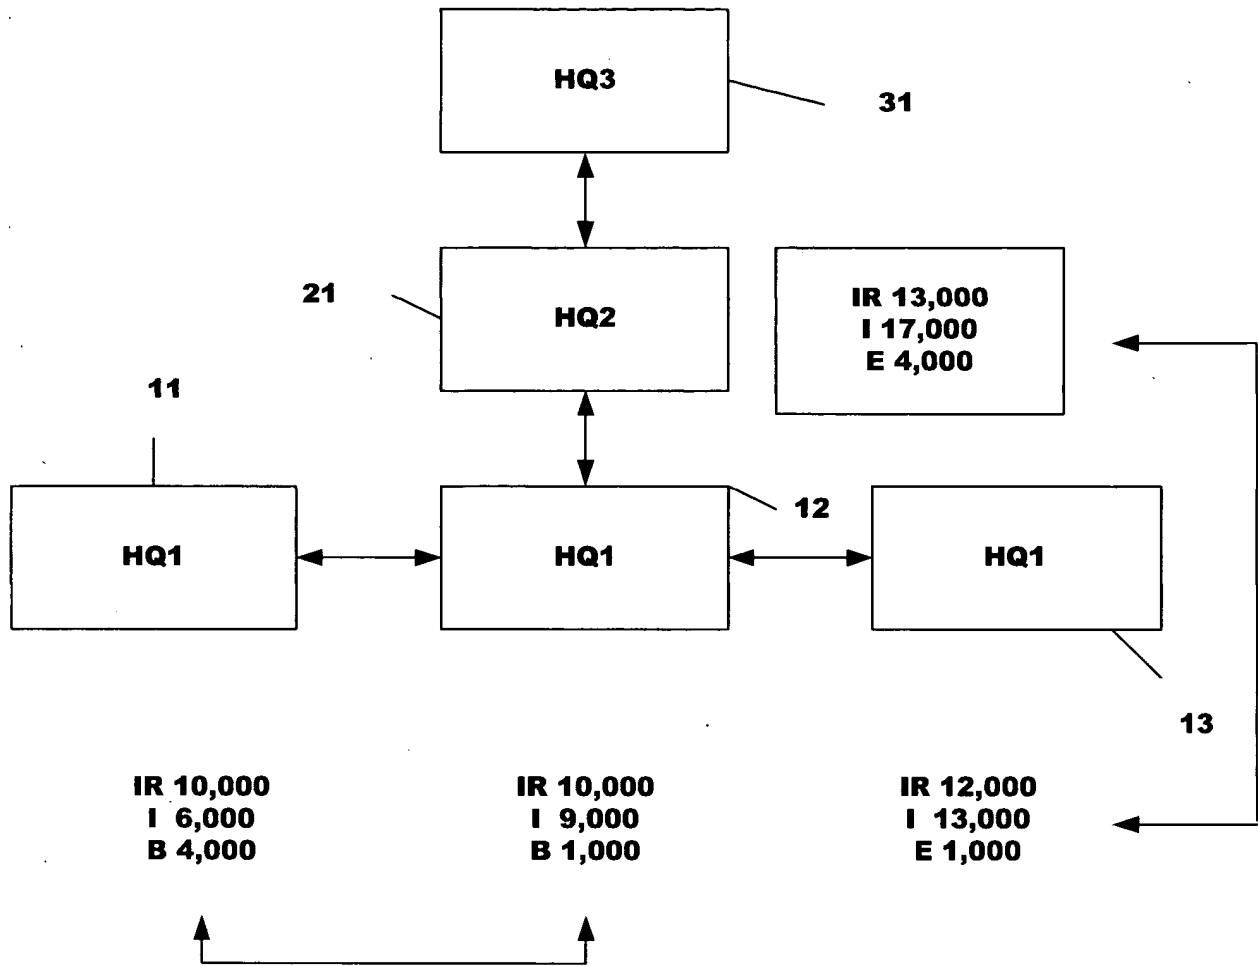 HQ3
31
21
HQ2
IR 13,000
I 17,000
E 4,000
11
HQ1
HQ1
12
HQ1
13
IR 10,000
I 6,000
B 4,000
IR 10,000
I 9,000
B 1,000
IR 12,000
I 13,000
E 1,000